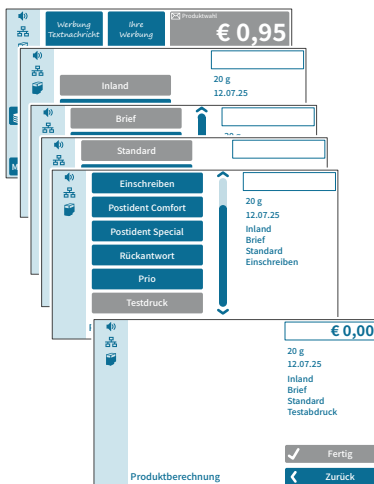 Werbung
Textnachricht
Ihre
Werbung
Produktwahl
€ 0,95
Inland
20 g
12.07.25
Brief
Standard
Einschreiben
Postident Comfort
Postident Special
Rückantwort
Prio
Testdruck
20 g
12.07.25
Inland
Brief
Standard
Einschreiben
€ 0,00
20 g
12.07.25
Inland
Brief
Standard
Testabdruck
Fertig
Produktberechnung
Zurück